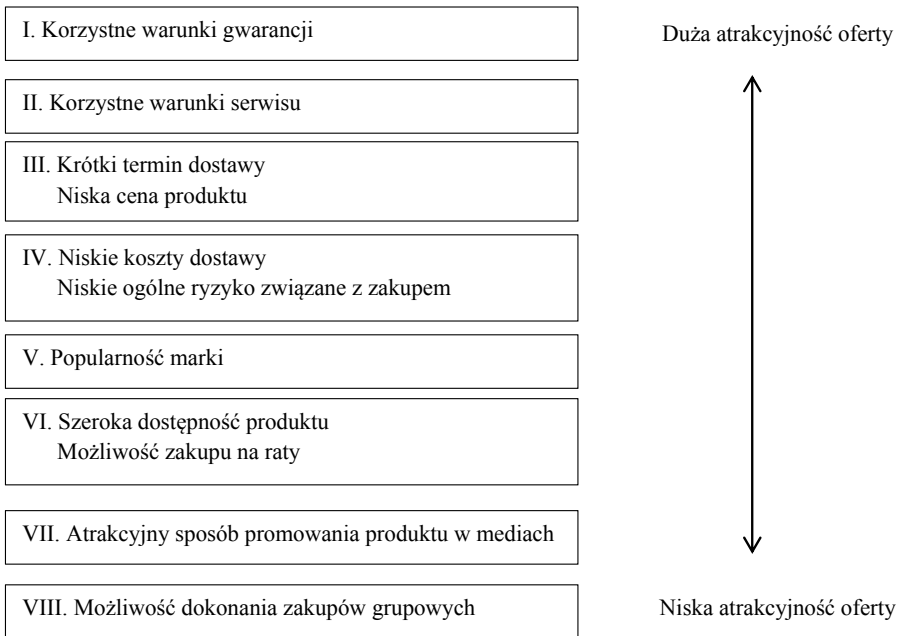 I. Korzystne warunki gwarancji
Duża atrakcyjność oferty
II. Korzystne warunki serwisu
III. Krótki termin dostawy
Niska cena produktu
IV. Niskie koszty dostawy
Niskie ogólne ryzyko związane z zakupem
V. Popularność marki
VI. Szeroka dostępność produktu
Możliwość zakupu na raty
VII. Atrakcyjny sposób promowania produktu w mediach
VIII. Możliwość dokonania zakupów grupowych
Niska atrakcyjność oferty